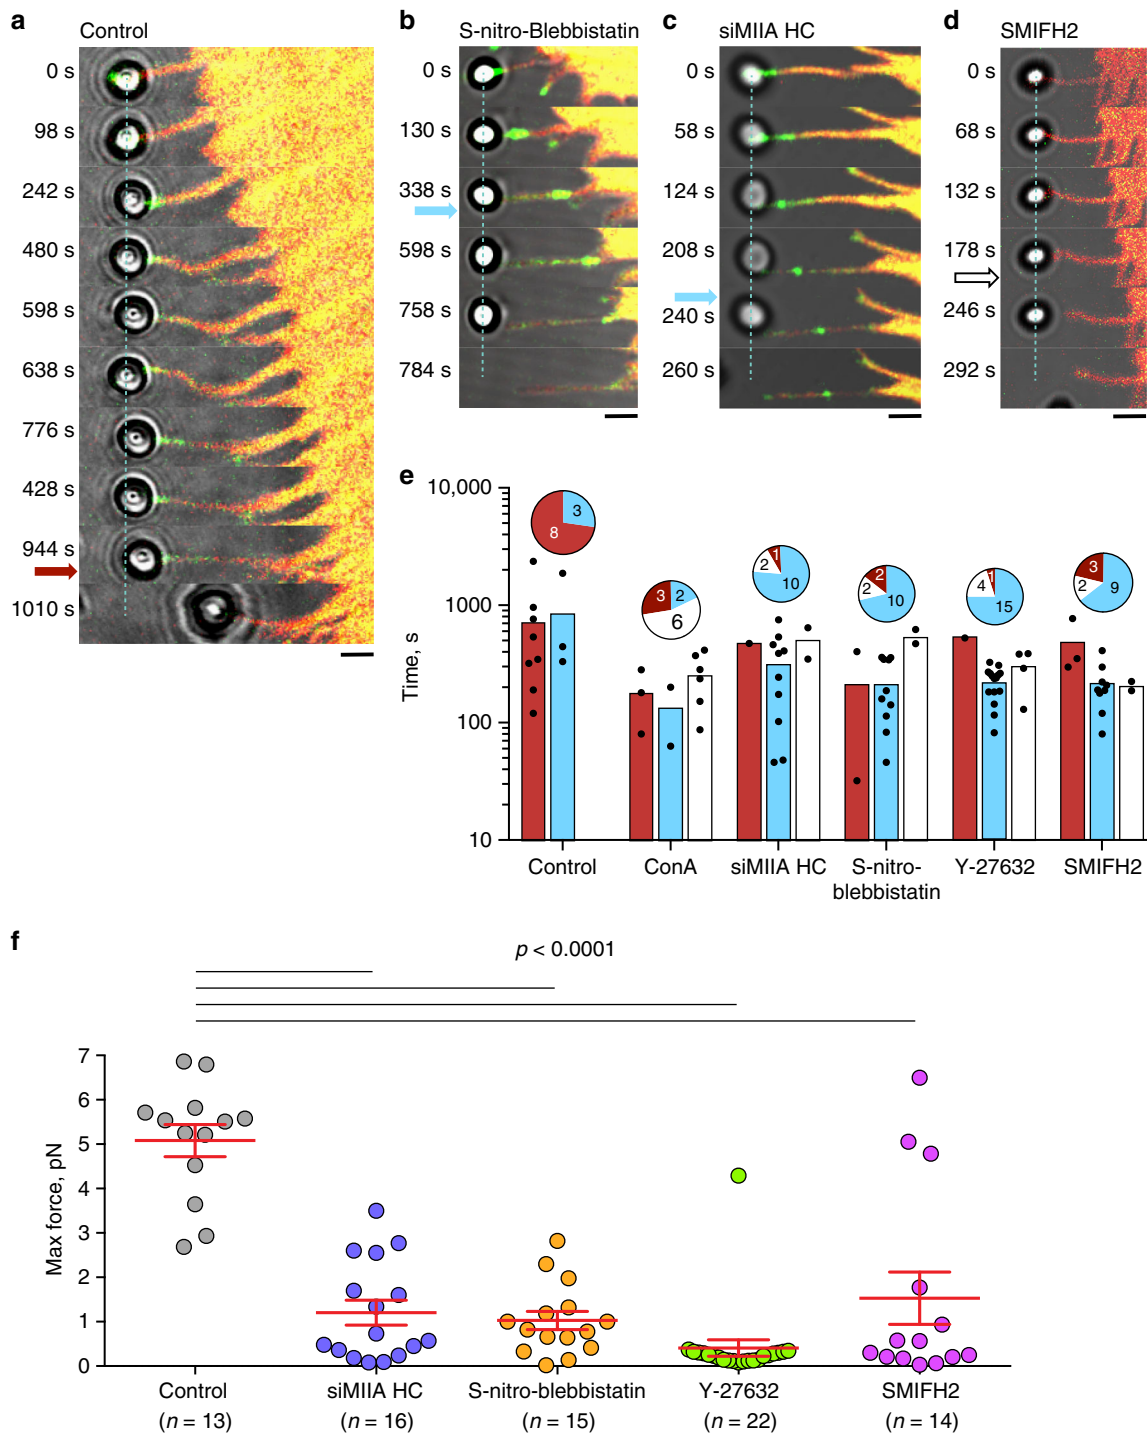 a
Control
0 s
98 s
242 s
480 s
598 s
638 s
776 s
428 s
944 s
1010 s
b
S-nitro-Blebbistatin
0 s
130 s
338 s
598 s
758 s
784 s
c
siMIIA HC
0 s
58 s
124 s
208 s
240 s
260 s
d
SMIFH2
0 s
68 s
132 s
178 s
246 s
292 s
e
Time, s
10,000
1000
100
10
8 3
3 2 6
2 1 10
2 2 10
4 1 15
2 3 9
Control ConA siMIIA HC S-nitro-blebbistatin Y-27632 SMIFH2
f
p < 0.0001
Max force, pN
7
6
5
4
3
2
1
0
Control siMIIA HC S-nitro-blebbistatin Y-27632 SMIFH2
(n = 13) (n = 16) (n = 15) (n = 22) (n = 14)